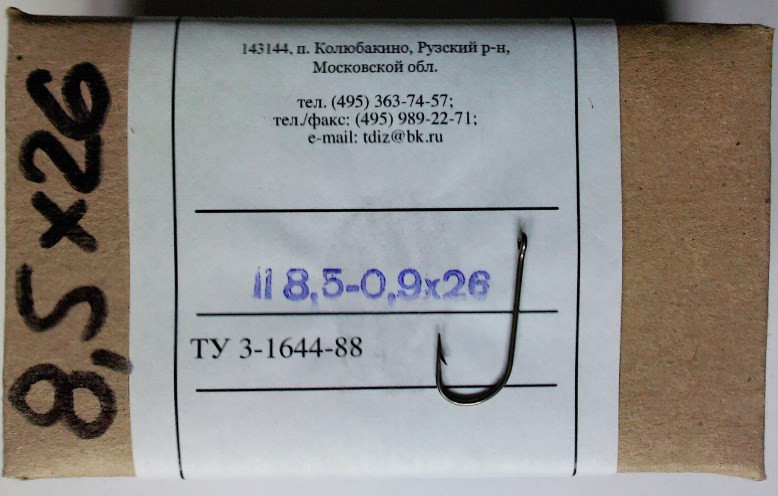 143144, п. Колюбакино, Рузский р-н,
Московской обл.
тел. (495) 363-74-57;
тел./факс: (495) 989-22-71;
e-mail: tdiz@bk.ru
II 8,5-0,9х26
ТУ 3-1644-88
8,5 х 26